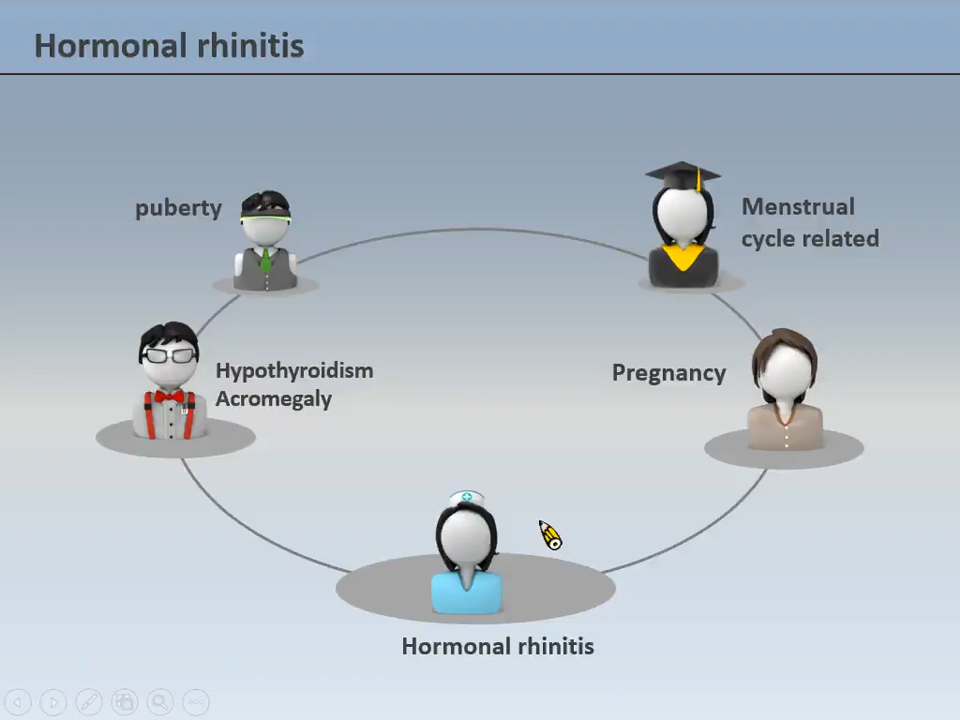 Hormonal rhinitis
puberty
Menstrual
cycle related
Hypothyroidism
Acromegaly
Pregnancy
Hormonal rhinitis